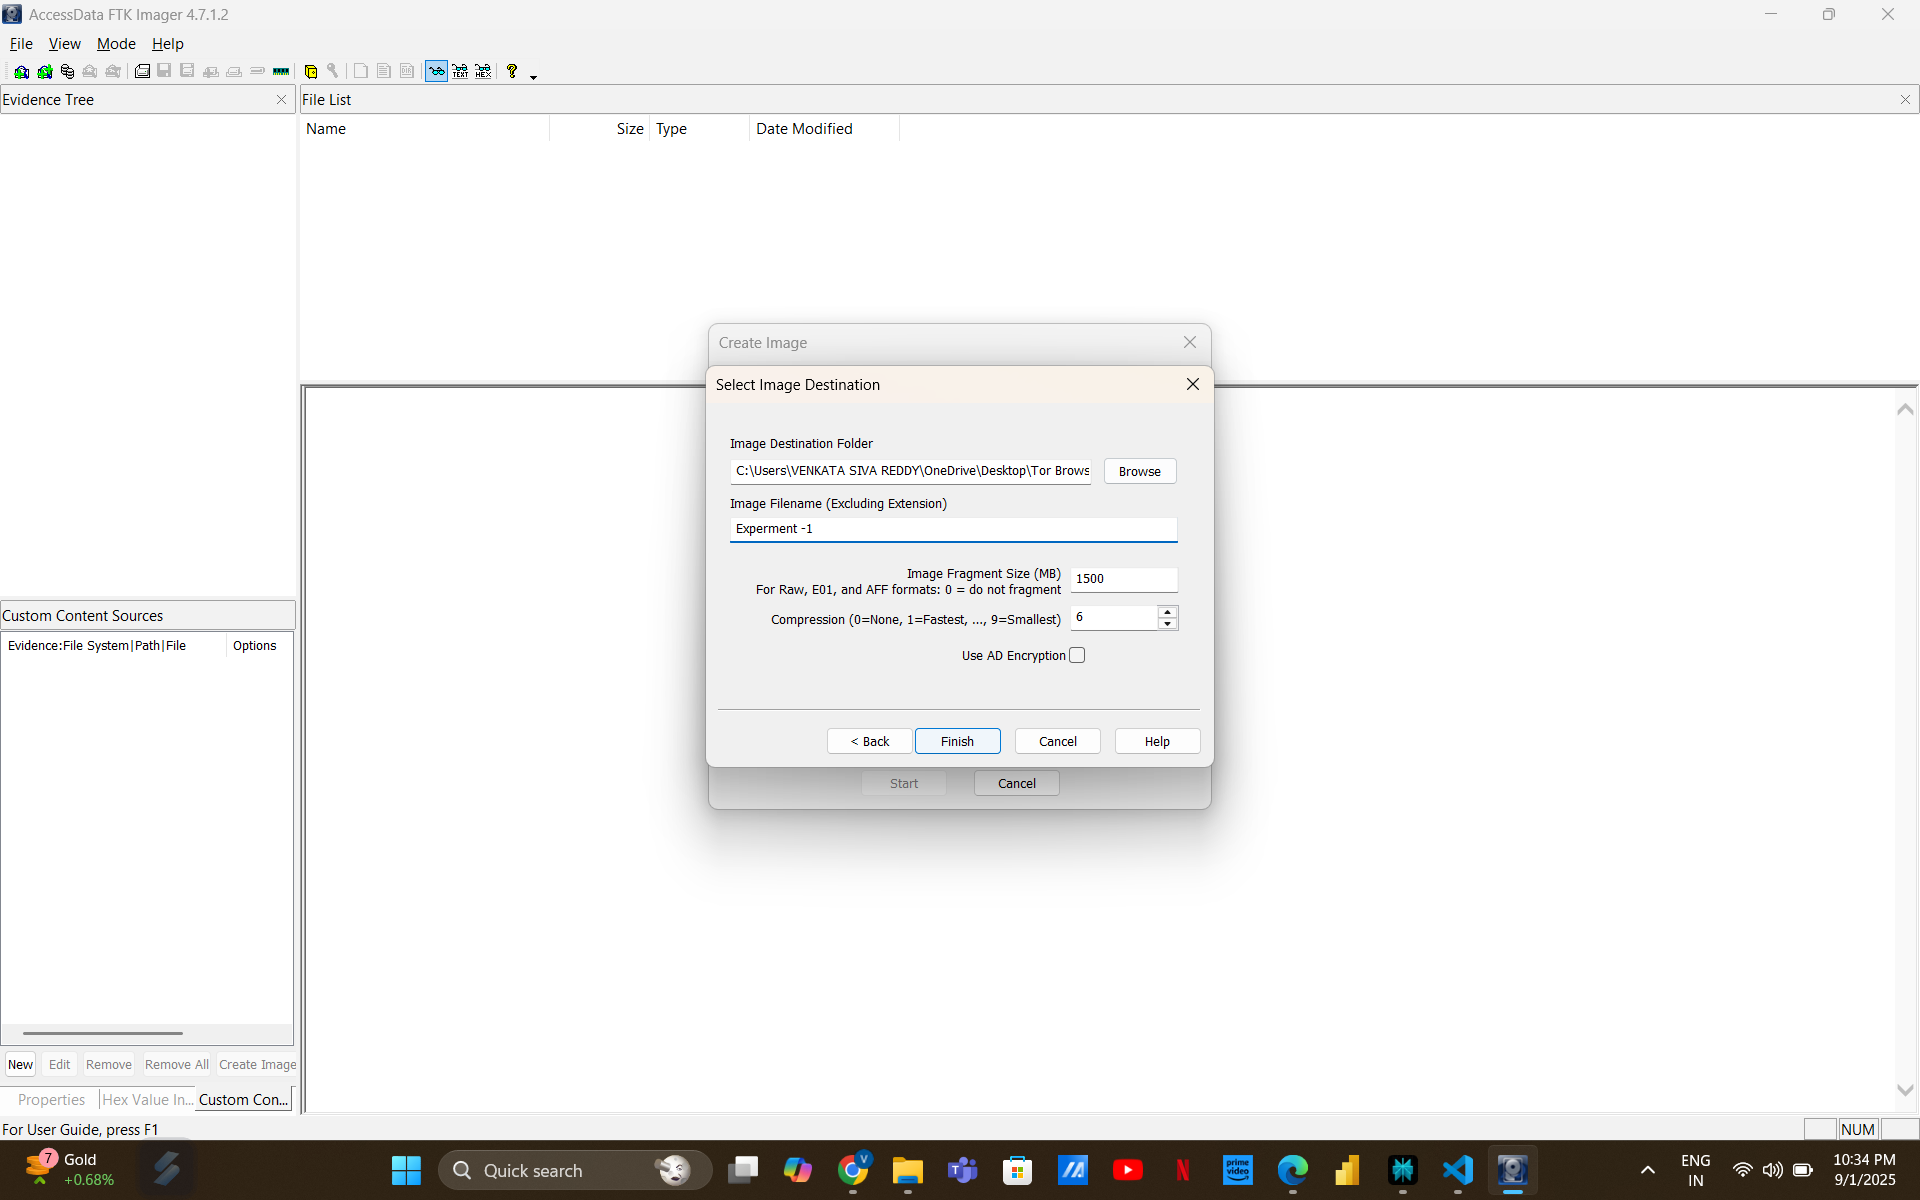 AccessData FTK Imager 4.7.1.2
File View Mode Help
TEXT HEX ?
Evidence Tree
File List
Name Size Type Date Modified
Create Image
Select Image Destination
Image Destination Folder
C:\Users\VENKATA SIVA REDDY\OneDrive\Desktop\Tor Brows
Browse
Image Filename (Excluding Extension)
Experment -1
Image Fragment Size (MB)
For Raw, E01, and AFF formats: 0 = do not fragment
1500
Compression (0=None, 1=Fastest, ..., 9=Smallest)
6
Use AD Encryption
< Back Finish Cancel Help
Start Cancel
Custom Content Sources
Evidence:File System|Path|File Options
New Edit Remove Remove All Create Image
Properties Hex Value In... Custom Con...
For User Guide, press F1
NUM
7
Gold
+0.68%
Quick search
V
prime video
N
ENG
IN
10:34 PM
9/1/2025